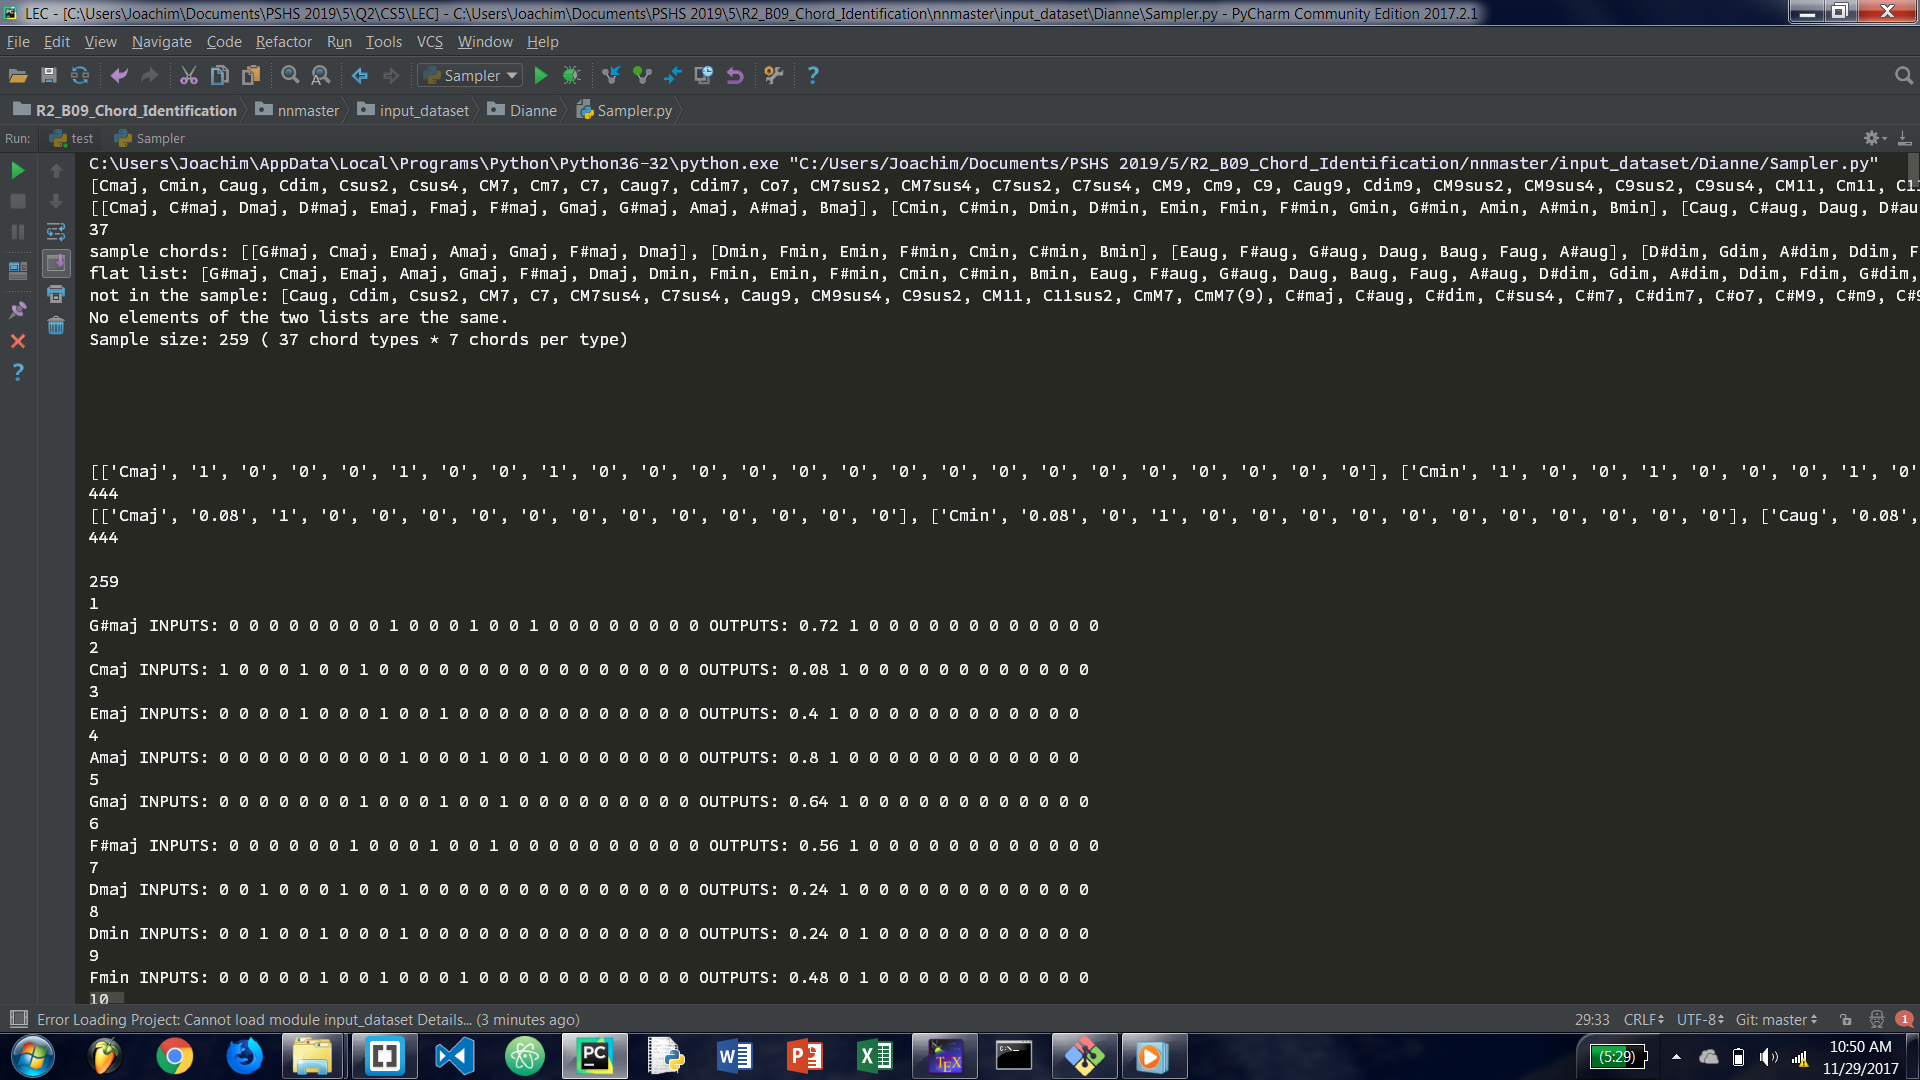 LEC - [C:\Users\Joachim\Documents\PSHS 2019\5\Q2\CS5\LEC] - C:\Users\Joachim\Documents\PSHS 2019\5\R2_B09_Chord_Identification\nnmaster\input_dataset\Dianne\Sampler.py - PyCharm Community Edition 2017.2.1
File Edit View Navigate Code Refactor Run Tools VCS Window Help
Sampler
R2_B09_Chord_Identification nnmaster input_dataset Dianne Sampler.py
Run: test Sampler
C:\Users\Joachim\AppData\Local\Programs\Python\Python36-32\python.exe "C:/Users/Joachim/Documents/PSHS 2019/5/R2_B09_Chord_Identification/nnmaster/input_dataset/Dianne/Sampler.py"
[Cmaj, Cmin, Caug, Cdim, Csus2, Csus4, CM7, Cm7, C7, Caug7, Cdim7, Co7, CM7sus2, CM7sus4, C7sus2, C7sus4, CM9, Cm9, C9, Caug9, Cdim9, CM9sus2, CM9sus4, C9sus2, C9sus4, CM11, Cm11, C11
[[Cmaj, C#maj, Dmaj, D#maj, Emaj, Fmaj, F#maj, Gmaj, G#maj, Amaj, A#maj, Bmaj], [Cmin, C#min, Dmin, D#min, Emin, Fmin, F#min, Gmin, G#min, Amin, A#min, Bmin], [Caug, C#aug, Daug, D#au
37
sample chords: [[G#maj, Cmaj, Emaj, Amaj, Gmaj, F#maj, Dmaj], [Dmin, Fmin, Emin, F#min, Cmin, C#min, Bmin], [Eaug, F#aug, G#aug, Daug, Baug, Faug, A#aug], [D#dim, Gdim, A#dim, Ddim, F
flat list: [G#maj, Cmaj, Emaj, Amaj, Gmaj, F#maj, Dmaj, Dmin, Fmin, Emin, F#min, Cmin, C#min, Bmin, Eaug, F#aug, G#aug, Daug, Baug, Faug, A#aug, D#dim, Gdim, A#dim, Ddim, Fdim, G#dim,
not in the sample: [Caug, Cdim, Csus2, CM7, C7, CM7sus4, C7sus4, Caug9, CM9sus4, C9sus2, CM11, C11sus2, CmM7, CmM7(9), C#maj, C#aug, C#dim, C#sus4, C#m7, C#dim7, C#o7, C#M9, C#m9, C#9
No elements of the two lists are the same.
Sample size: 259 ( 37 chord types * 7 chords per type)
[['Cmaj', '1', '0', '0', '0', '1', '0', '0', '1', '0', '0', '0', '0', '0', '0', '0', '0', '0', '0', '0', '0', '0', '0', '0', '0'], ['Cmin', '1', '0', '0', '1', '0', '0', '0', '1', '0'
444
[['Cmaj', '0.08', '1', '0', '0', '0', '0', '0', '0', '0', '0', '0', '0', '0', '0'], ['Cmin', '0.08', '0', '1', '0', '0', '0', '0', '0', '0', '0', '0', '0', '0', '0'], ['Caug', '0.08',
444
259
1
G#maj INPUTS: 0 0 0 0 0 0 0 0 1 0 0 0 1 0 0 1 0 0 0 0 0 0 0 0 OUTPUTS: 0.72 1 0 0 0 0 0 0 0 0 0 0 0 0
2
Cmaj INPUTS: 1 0 0 0 1 0 0 1 0 0 0 0 0 0 0 0 0 0 0 0 0 0 0 0 OUTPUTS: 0.08 1 0 0 0 0 0 0 0 0 0 0 0 0
3
Emaj INPUTS: 0 0 0 0 1 0 0 0 1 0 0 1 0 0 0 0 0 0 0 0 0 0 0 0 OUTPUTS: 0.4 1 0 0 0 0 0 0 0 0 0 0 0 0
4
Amaj INPUTS: 0 0 0 0 0 0 0 0 0 1 0 0 0 1 0 0 1 0 0 0 0 0 0 0 OUTPUTS: 0.8 1 0 0 0 0 0 0 0 0 0 0 0 0
5
Gmaj INPUTS: 0 0 0 0 0 0 0 1 0 0 0 1 0 0 1 0 0 0 0 0 0 0 0 0 OUTPUTS: 0.64 1 0 0 0 0 0 0 0 0 0 0 0 0
6
F#maj INPUTS: 0 0 0 0 0 0 1 0 0 0 1 0 0 1 0 0 0 0 0 0 0 0 0 0 OUTPUTS: 0.56 1 0 0 0 0 0 0 0 0 0 0 0 0
7
Dmaj INPUTS: 0 0 1 0 0 0 1 0 0 1 0 0 0 0 0 0 0 0 0 0 0 0 0 0 OUTPUTS: 0.24 1 0 0 0 0 0 0 0 0 0 0 0 0
8
Dmin INPUTS: 0 0 1 0 0 1 0 0 0 1 0 0 0 0 0 0 0 0 0 0 0 0 0 0 OUTPUTS: 0.24 0 1 0 0 0 0 0 0 0 0 0 0 0
9
Fmin INPUTS: 0 0 0 0 0 1 0 0 1 0 0 0 1 0 0 0 0 0 0 0 0 0 0 0 OUTPUTS: 0.48 0 1 0 0 0 0 0 0 0 0 0 0 0
10
Error Loading Project: Cannot load module input_dataset Details... (3 minutes ago) 29:33 CRLF UTF-8 Git: master 1
PC W P X TEX (5:29) 10:50 AM
11/29/2017